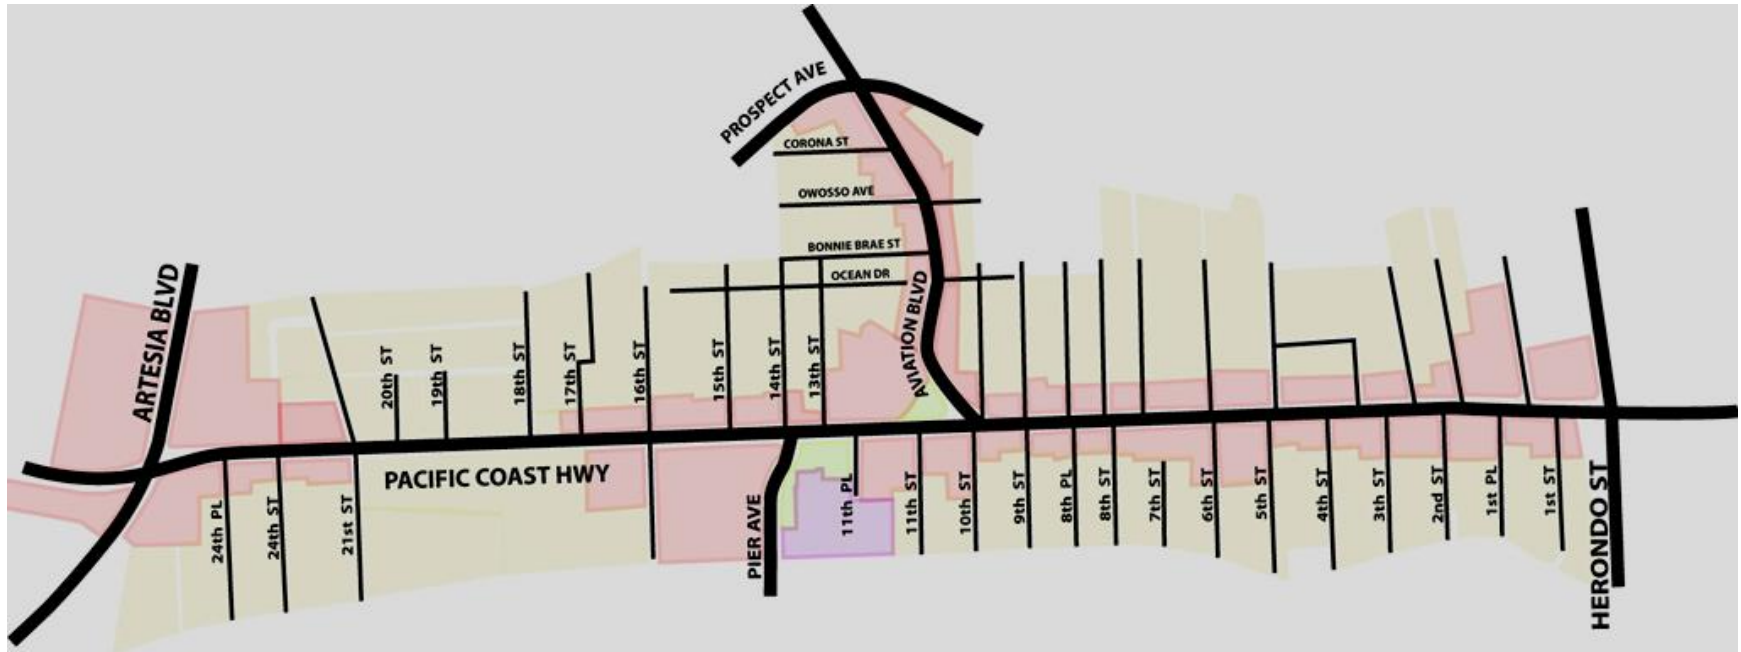 PROSPECT AVE
CORONA ST
OWOSSO AVE
BONNIE BRAE ST
OCEAN DR
ARTESIA BLVD
AVIATION BLVD
20th ST
19th ST
18th ST
17th ST
16th ST
15th ST
14th ST
13th ST
PACIFIC COAST HWY
24th PL
24th ST
21st ST
PIER AVE
11th PL
11th ST
10th ST
9th ST
8th PL
8th ST
7th ST
6th ST
5th ST
4th ST
3th ST
2nd ST
1st PL
1st ST
HERONDO ST